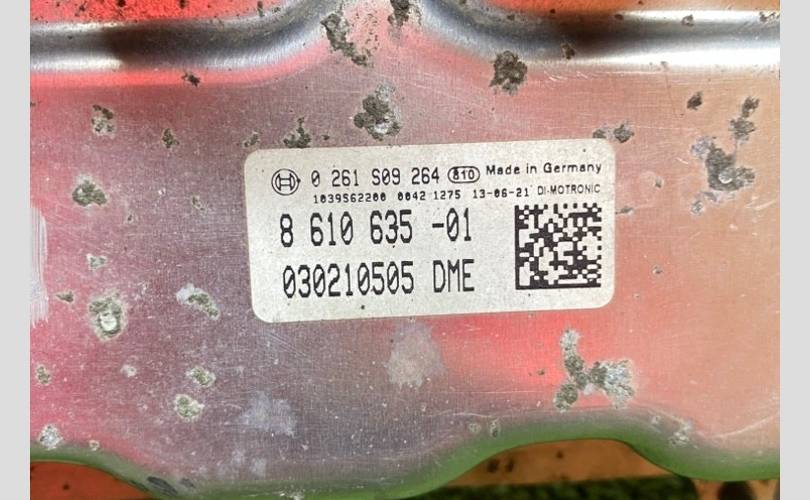 0 261 S09 264 810 Made in Germany
1039S62200 0042 1275 13-06-21 DI-MOTRONIC
8 610 635 -01
030210505 DME